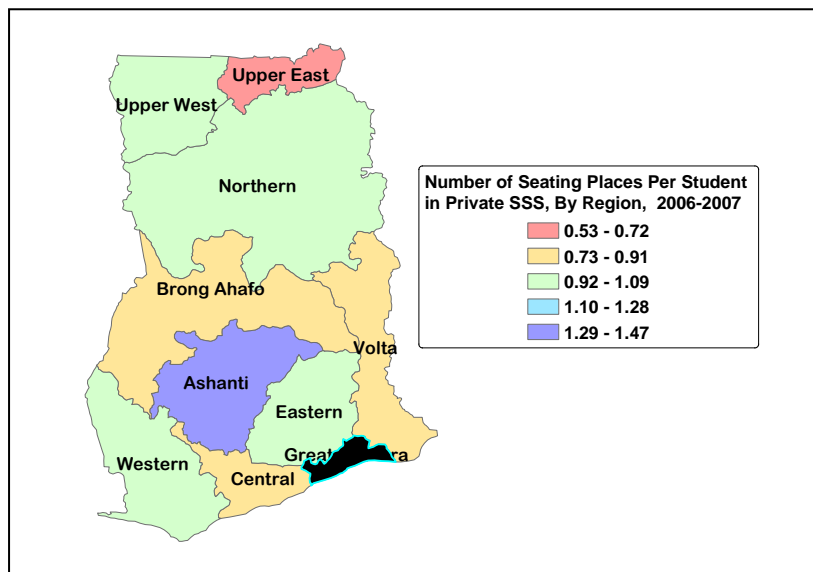 Upper East
Upper West
Northern
Number of Seating Places Per Student
in Private SSS, By Region, 2006-2007
0.53 - 0.72
0.73 - 0.91
0.92 - 1.09
1.10 - 1.28
1.29 - 1.47
Brong Ahafo
Volta
Ashanti
Eastern
Western
Central